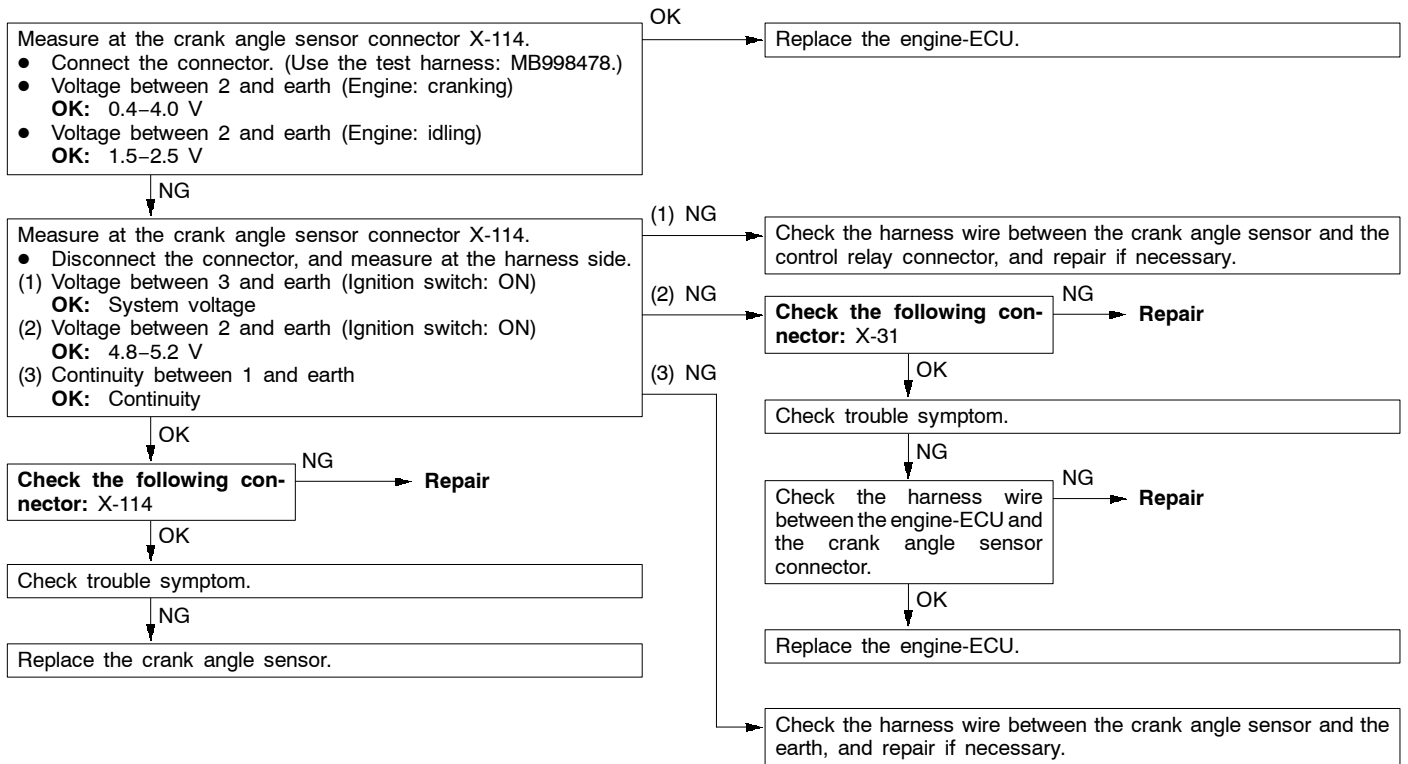 OK
Measure at the crank angle sensor connector X-114.
● Connect the connector. (Use the test harness: MB998478.)
● Voltage between 2 and earth (Engine: cranking)
OK: 0.4–4.0 V
● Voltage between 2 and earth (Engine: idling)
OK: 1.5–2.5 V
Replace the engine-ECU.
NG
Measure at the crank angle sensor connector X-114.
● Disconnect the connector, and measure at the harness side.
(1) Voltage between 3 and earth (Ignition switch: ON)
OK: System voltage
(2) Voltage between 2 and earth (Ignition switch: ON)
OK: 4.8–5.2 V
(3) Continuity between 1 and earth
OK: Continuity
(1) NG
Check the harness wire between the crank angle sensor and the
control relay connector, and repair if necessary.
(2) NG
Check the following con-
nector: X-31
NG
Repair
OK
Check trouble symptom.
NG
Check the harness wire
between the engine-ECU and
the crank angle sensor
connector.
NG
Repair
OK
Replace the engine-ECU.
(3) NG
Check the harness wire between the crank angle sensor and the
earth, and repair if necessary.
OK
Check the following con-
nector: X-114
NG
Repair
OK
Check trouble symptom.
NG
Replace the crank angle sensor.